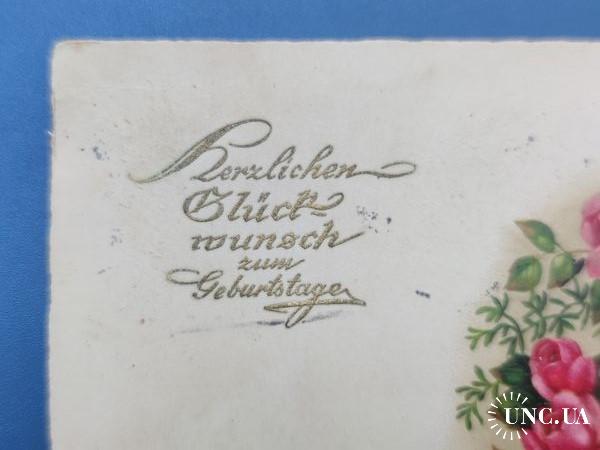 Herzlichen
Glück-
wunsch
zum
Geburtstage
UNC.UA